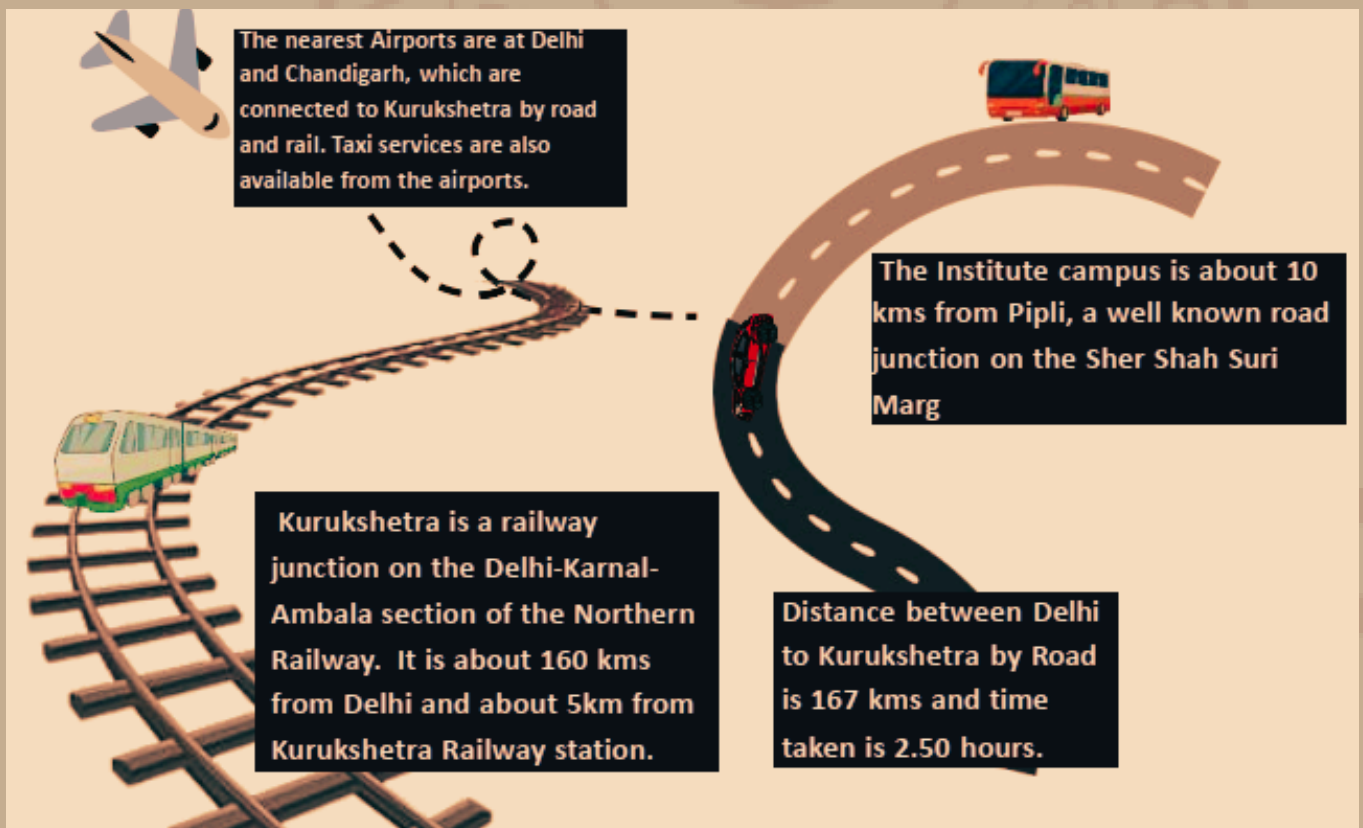 The nearest Airports are at Delhi
and Chandigarh, which are
connected to Kurukshetra by road
and rail. Taxi services are also
available from the airports.
The Institute campus is about 10
kms from Pipli, a well known road
junction on the Sher Shah Suri
Marg
Kurukshetra is a railway
junction on the Delhi-Karnal-
Ambala section of the Northern
Railway. It is about 160 kms
from Delhi and about 5km from
Kurukshetra Railway station.
Distance between Delhi
to Kurukshetra by Road
is 167 kms and time
taken is 2.50 hours.